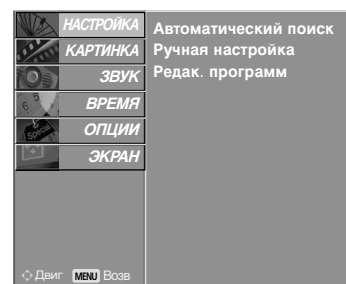 НАСТРОЙКА
КАРТИНКА
ЗВУК
ВРЕМЯ
ОПЦИИ
ЭКРАН
Автоматический поиск
Ручная настройка
Редак. программ
Двиг MENU Возв